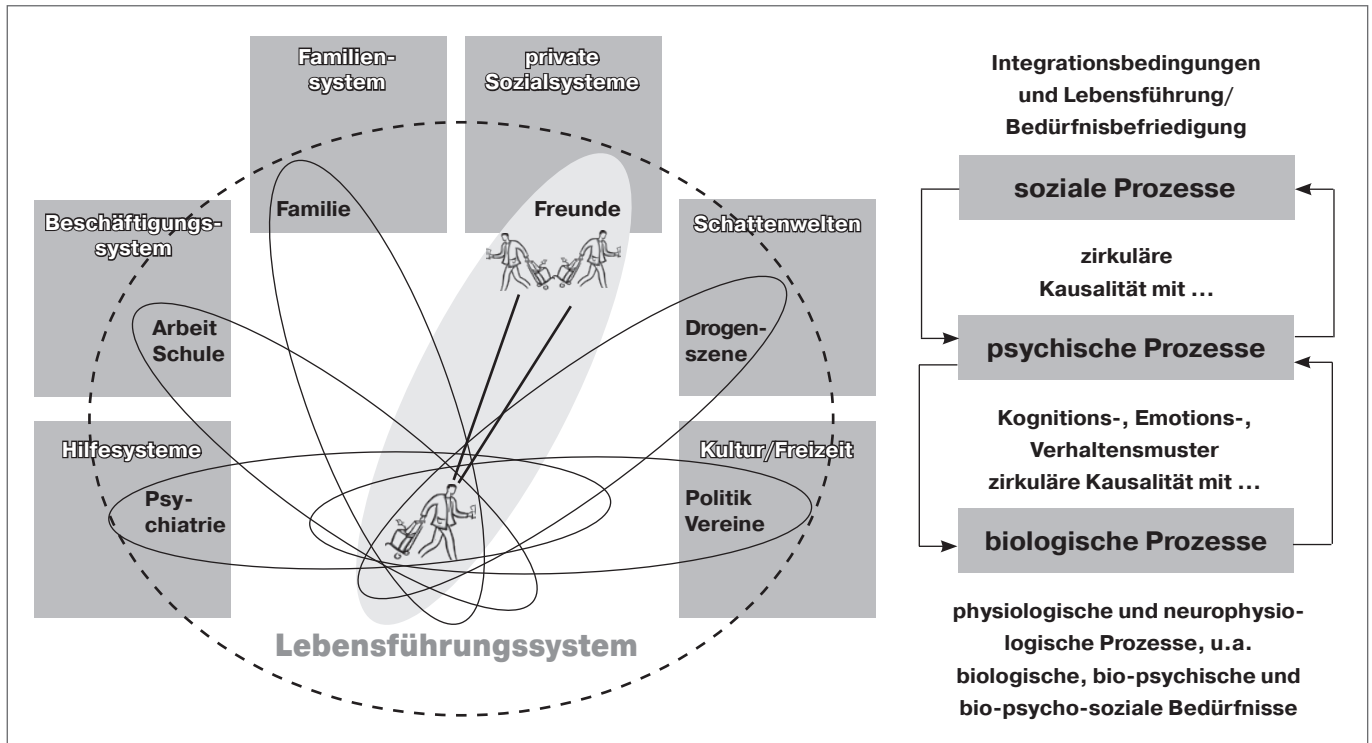 Familien-
system
private
Sozialsysteme
Familie
Freunde
Beschäftigungs-
system
Schattenwelten
Arbeit
Schule
Drogen-
szene
Hilfesysteme
Kultur/Freizeit
Psy-
chiatrie
Politik
Vereine
Lebensführungssystem
Integrationsbedingungen
und Lebensführung/
Bedürfnisbefriedigung
soziale Prozesse
zirkuläre
Kausalität mit ...
psychische Prozesse
Kognitions-, Emotions-,
Verhaltensmuster
zirkuläre Kausalität mit ...
biologische Prozesse
physiologische und neurophysio-
logische Prozesse, u.a.
biologische, bio-psychische und
bio-psycho-soziale Bedürfnisse